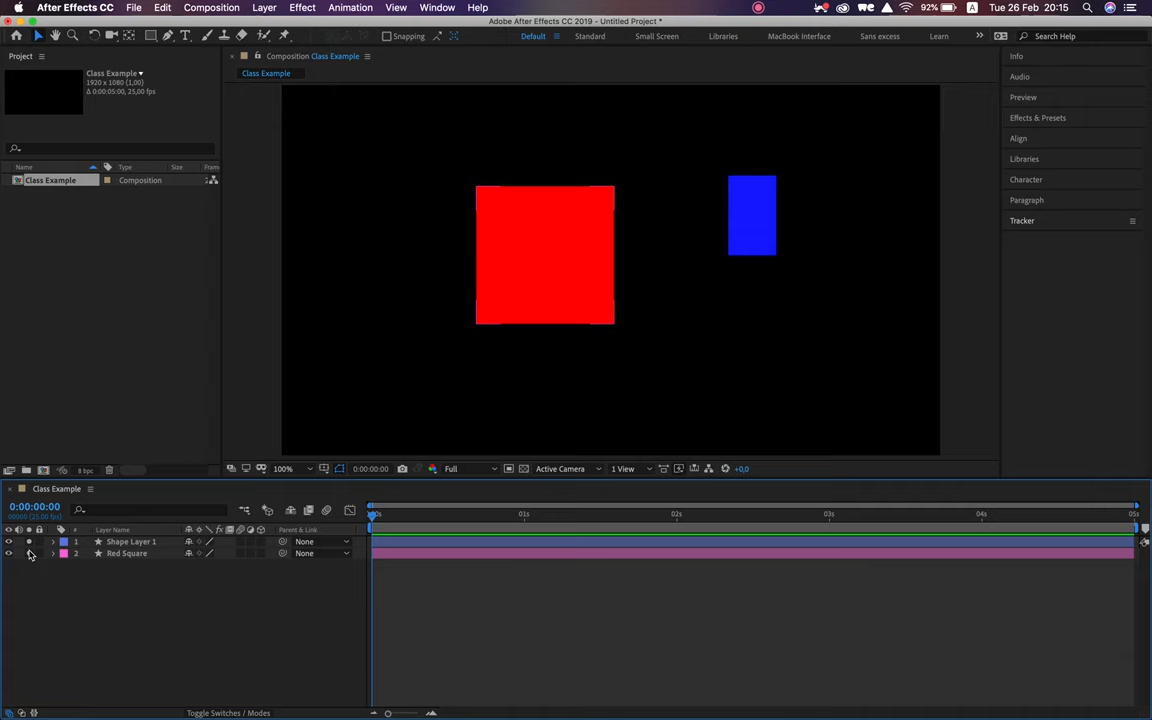 After Effects CC File Edit Composition Layer Effect Animation View Window Help 92% Tue 26 Feb 20:15
Adobe After Effects CC 2019 - Untitled Project *
Snapping Default Standard Small Screen Libraries MacBook Interface Sans excess Learn Search Help
Project
Class Example
1920 x 1080 (1,00)
Δ 0:00:05:00, 25,00 fps
Name Type Size Fram
Class Example Composition
8 bpc
Composition Class Example
Class Example
100% 0:00:00:00 Full Active Camera 1 View +0,0
Info
Audio
Preview
Effects & Presets
Align
Libraries
Character
Paragraph
Tracker
Class Example
0:00:00:00
00000 (25.00 fps)
# Layer Name Parent & Link
1 Shape Layer 1 None
2 Red Square None
01s 02s 03s 04s 05s
Toggle Switches / Modes